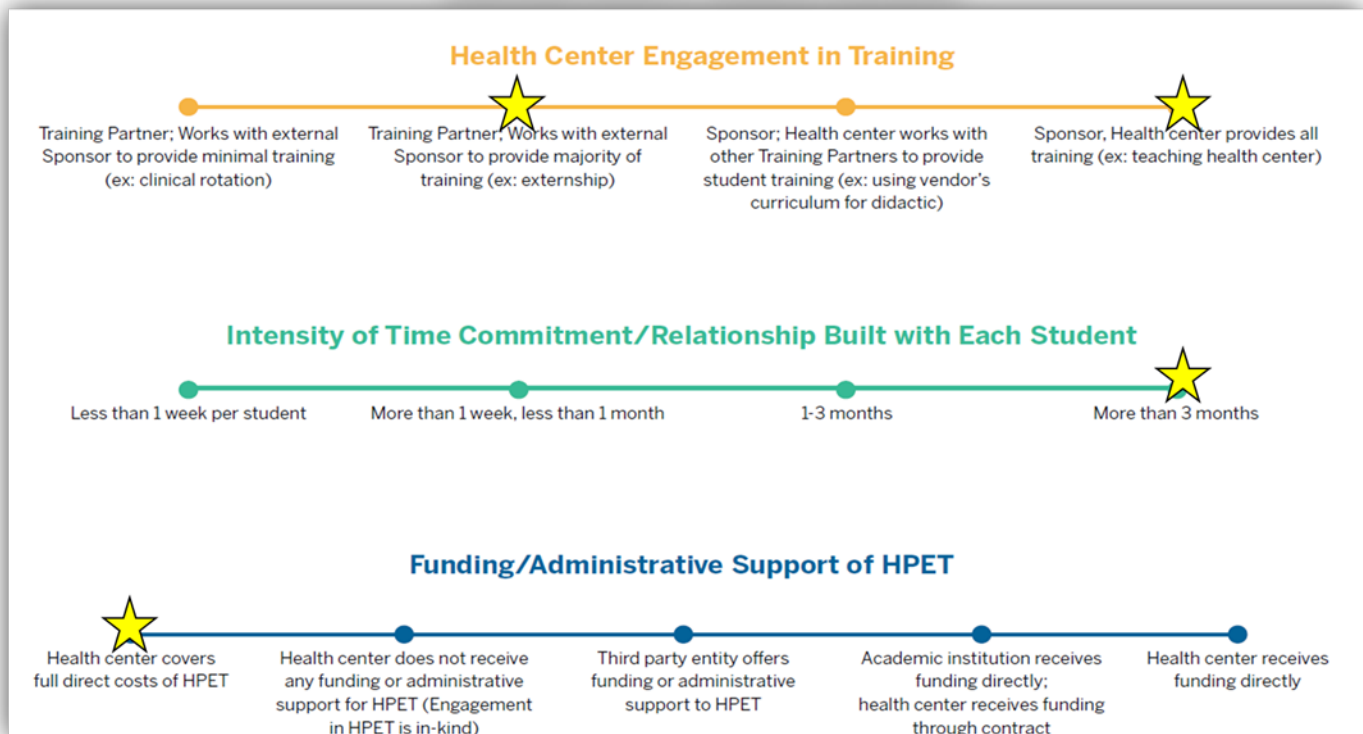 Health Center Engagement in Training
Training Partner; Works with external
Sponsor to provide minimal training
(ex: clinical rotation)
Training Partner; Works with external
Sponsor to provide majority of
training (ex: externship)
Sponsor; Health center works with
other Training Partners to provide
student training (ex: using vendor's
curriculum for didactic)
Sponsor, Health center provides all
training (ex: teaching health center)
Intensity of Time Commitment/Relationship Built with Each Student
Less than 1 week per student
More than 1 week, less than 1 month
1-3 months
More than 3 months
Funding/Administrative Support of HPET
Health center covers
full direct costs of HPET
Health center does not receive
any funding or administrative
support for HPET (Engagement
in HPET is in-kind)
Third party entity offers
funding or administrative
support to HPET
Academic institution receives
funding directly;
health center receives funding
through contract
Health center receives
funding directly